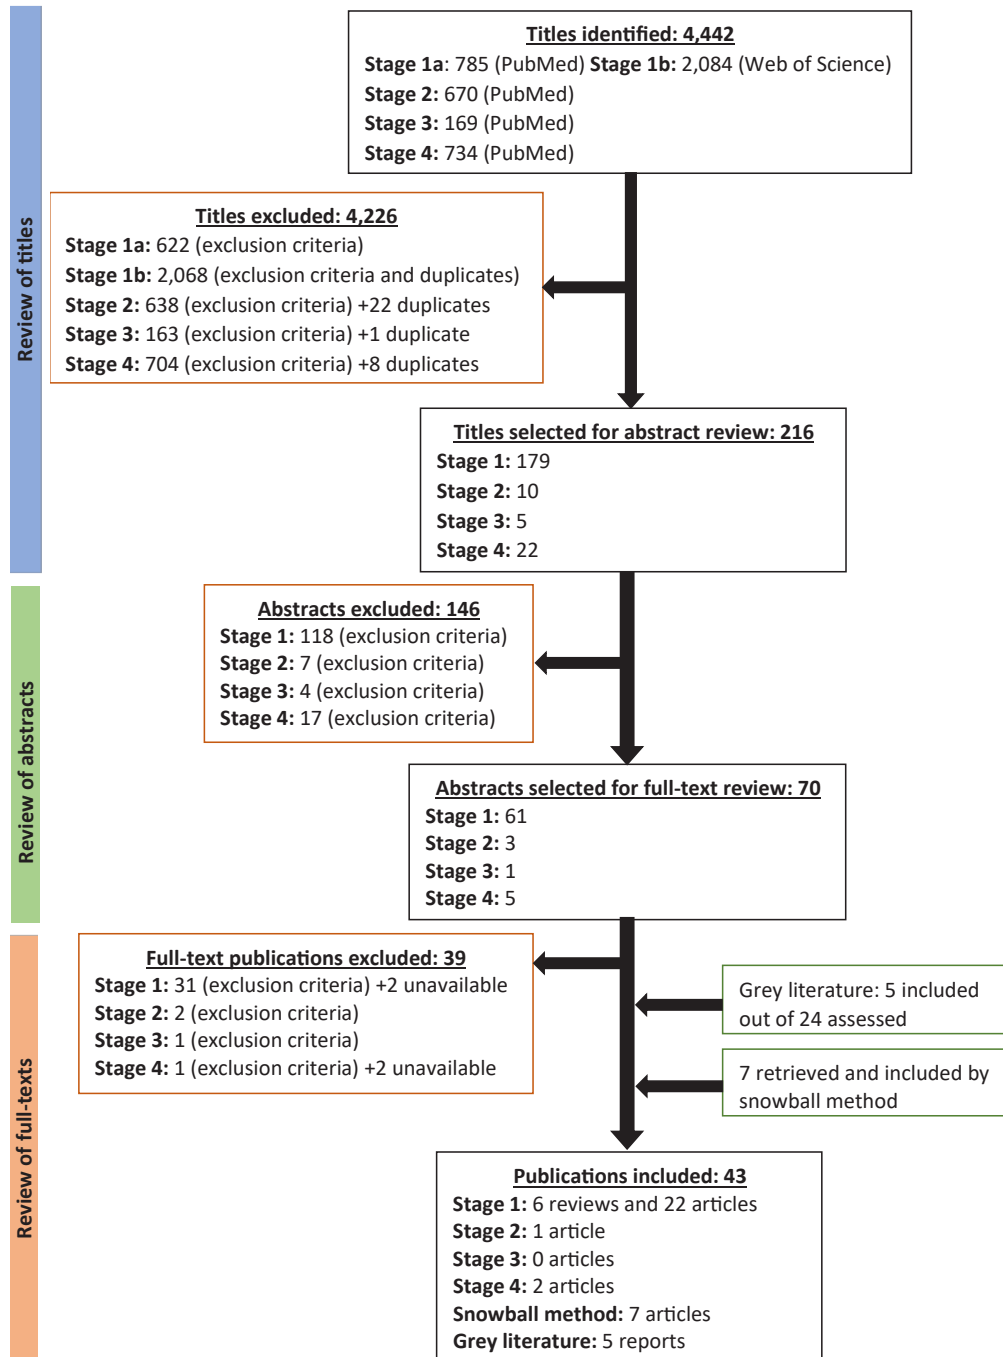 Titles identified: 4,442
Stage 1a: 785 (PubMed) Stage 1b: 2,084 (Web of Science)
Stage 2: 670 (PubMed)
Stage 3: 169 (PubMed)
Stage 4: 734 (PubMed)
Review of titles
Titles excluded: 4,226
Stage 1a: 622 (exclusion criteria)
Stage 1b: 2,068 (exclusion criteria and duplicates)
Stage 2: 638 (exclusion criteria) +22 duplicates
Stage 3: 163 (exclusion criteria) +1 duplicate
Stage 4: 704 (exclusion criteria) +8 duplicates
Titles selected for abstract review: 216
Stage 1: 179
Stage 2: 10
Stage 3: 5
Stage 4: 22
Review of abstracts
Abstracts excluded: 146
Stage 1: 118 (exclusion criteria)
Stage 2: 7 (exclusion criteria)
Stage 3: 4 (exclusion criteria)
Stage 4: 17 (exclusion criteria)
Abstracts selected for full-text review: 70
Stage 1: 61
Stage 2: 3
Stage 3: 1
Stage 4: 5
Review of full-texts
Full-text publications excluded: 39
Stage 1: 31 (exclusion criteria) +2 unavailable
Stage 2: 2 (exclusion criteria)
Stage 3: 1 (exclusion criteria)
Stage 4: 1 (exclusion criteria) +2 unavailable
Grey literature: 5 included
out of 24 assessed
7 retrieved and included by
snowball method
Publications included: 43
Stage 1: 6 reviews and 22 articles
Stage 2: 1 article
Stage 3: 0 articles
Stage 4: 2 articles
Snowball method: 7 articles
Grey literature: 5 reports